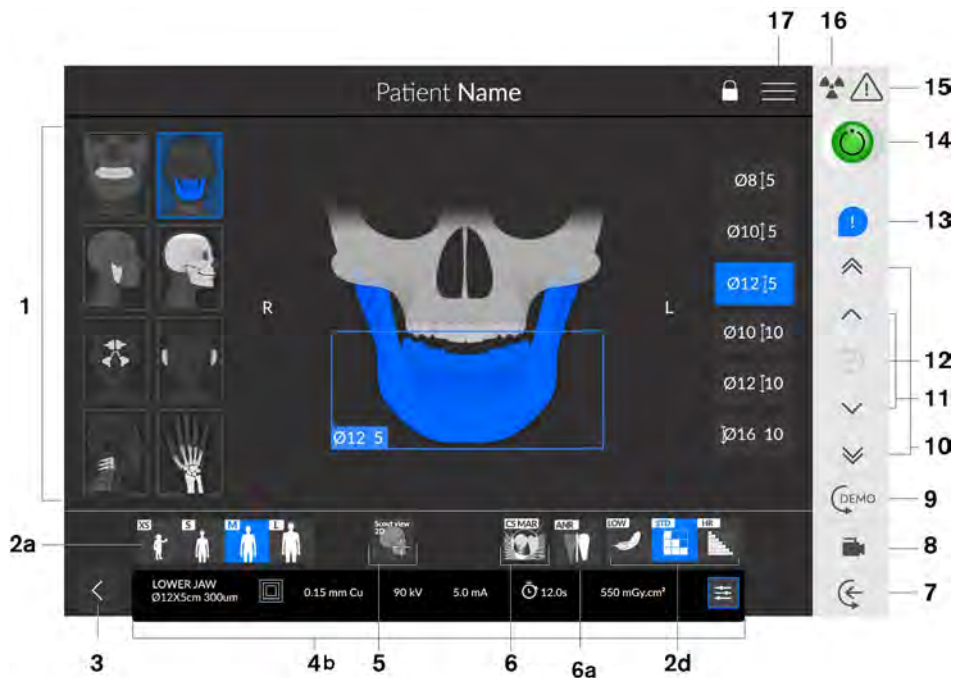 17 16
Patient Name
15
14
Ø8 5
13
Ø10 5
1
R
Ø12 5
L
Ø10 10
12
Ø12 10
11
Ø12 5
Ø16 10
10
DEMO
9
2a
XS S M L
Scout view
2D
CS MAR ANR LOW STD HR
8
LOWER JAW
Ø12X5cm 300um
0.15 mm Cu 90 kV 5.0 mA 12.0s 550 mGy.cm²
7
3 4b 5 6 6a 2d